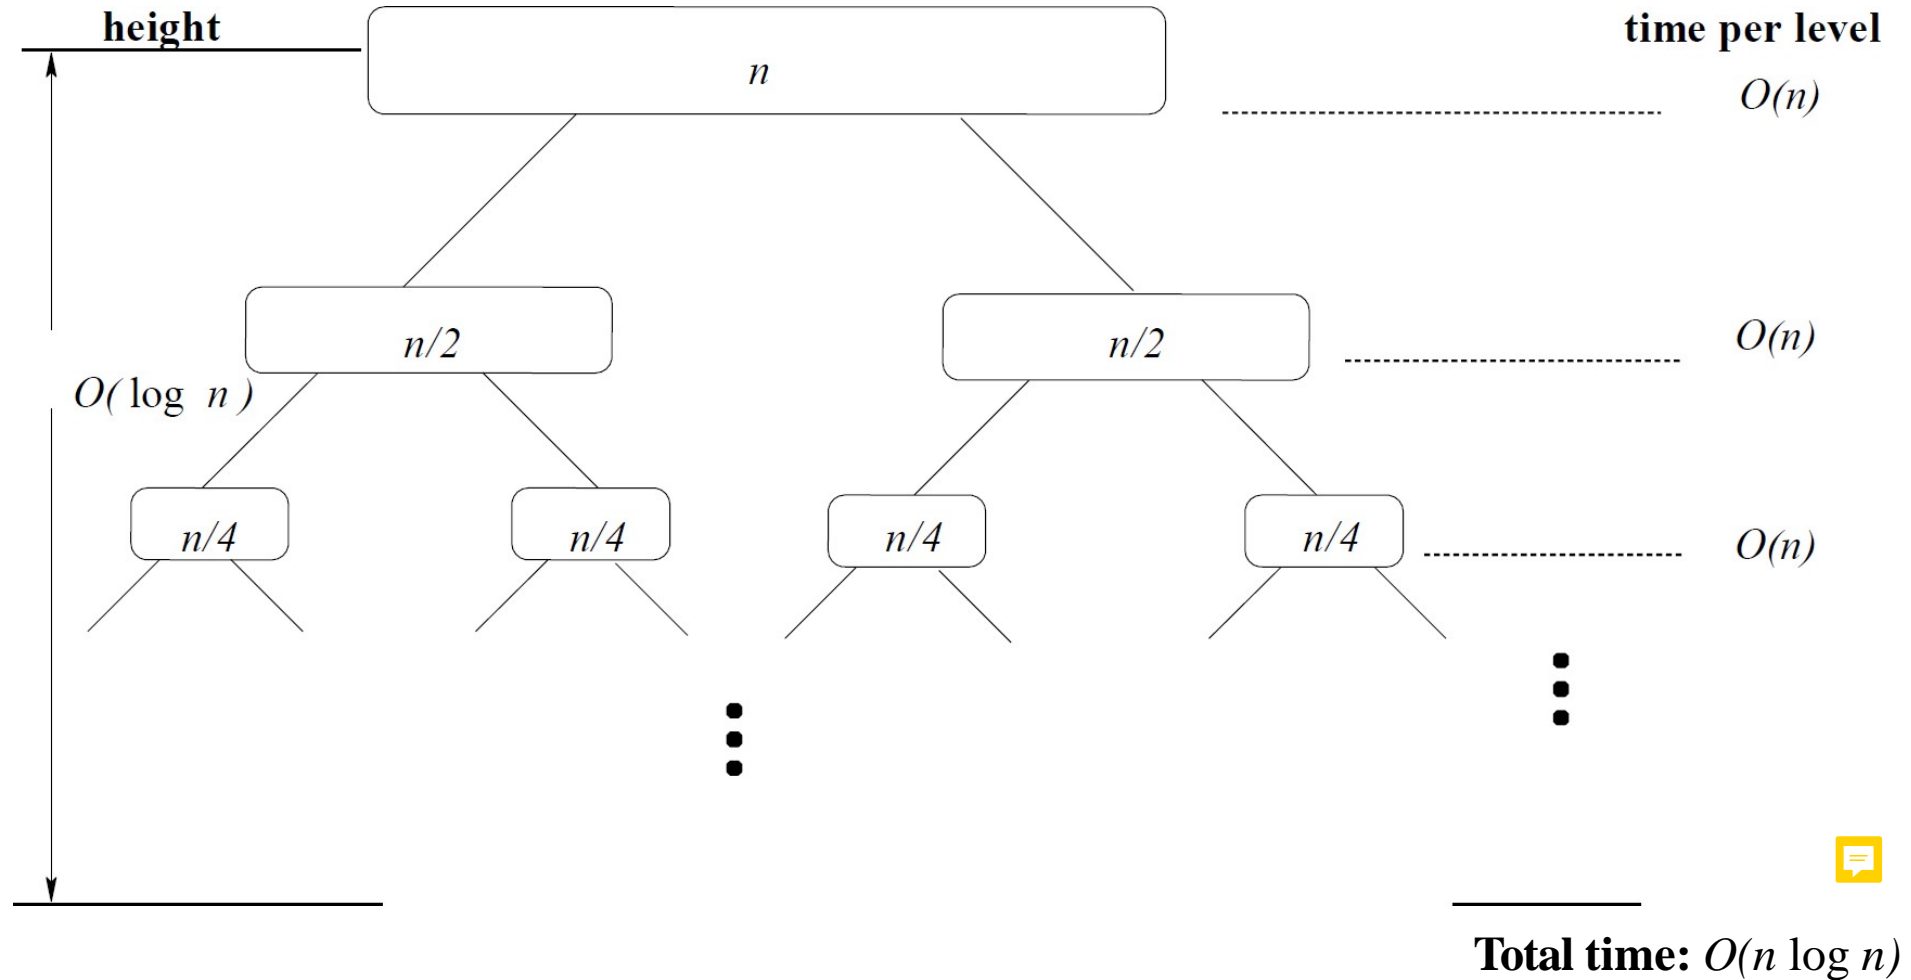 height
time per level
n
O(n)
n/2
n/2
O(n)
O( log n )
n/4
n/4
n/4
n/4
O(n)
Total time: O(n log n)